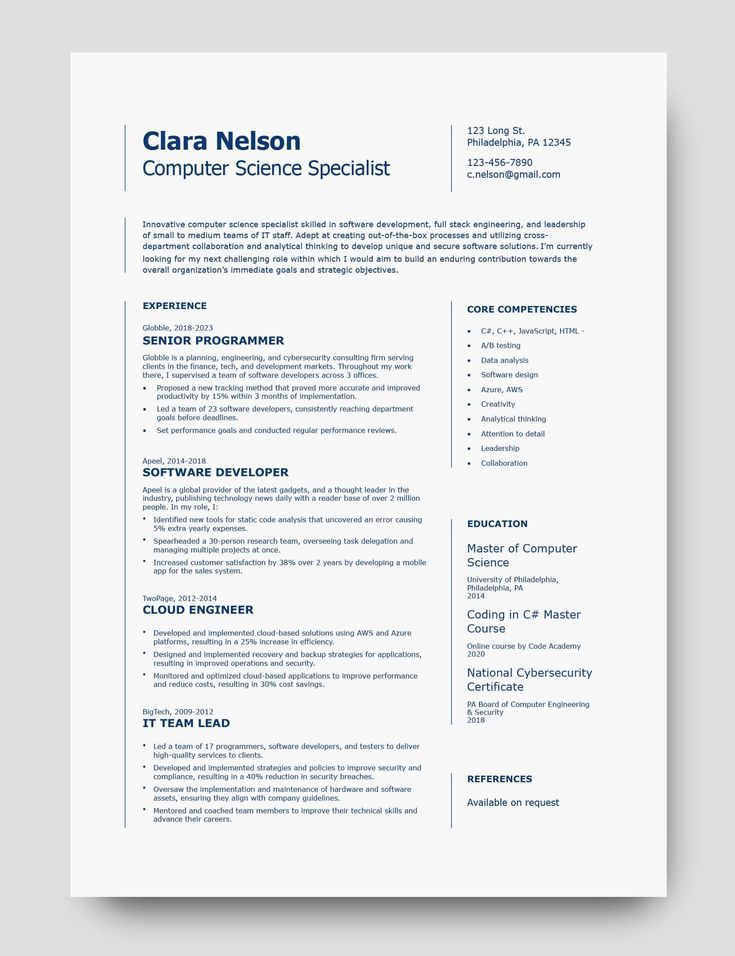 Clara Nelson
Computer Science Specialist
123 Long St.
Philadelphia, PA 12345
123-456-7890
c.nelson@gmail.com
Innovative computer science specialist skilled in software development, full stack engineering, and leadership
of small to medium teams of IT staff. Adept at creating out-of-the-box processes and utilizing cross-
department collaboration and analytical thinking to develop unique and secure software solutions. I'm currently
looking for my next challenging role within which I would aim to build an enduring contribution towards the
overall organization's immediate goals and strategic objectives.
EXPERIENCE
Globble, 2018-2023
SENIOR PROGRAMMER
Globble is a planning, engineering, and cybersecurity consulting firm serving
clients in the finance, tech, and development markets. Throughout my work
there, I supervised a team of software developers across 3 offices.
• Proposed a new tracking method that proved more accurate and improved
productivity by 15% within 3 months of implementation.
• Led a team of 23 software developers, consistently reaching department
goals before deadlines.
• Set performance goals and conducted regular performance reviews.
Apeel, 2014-2018
SOFTWARE DEVELOPER
Apeel is a global provider of the latest gadgets, and a thought leader in the
industry, publishing technology news daily with a reader base of over 2 million
people. In my role, I:
• Identified new tools for static code analysis that uncovered an error causing
5% extra yearly expenses.
• Spearheaded a 30-person research team, overseeing task delegation and
managing multiple projects at once.
• Increased customer satisfaction by 38% over 2 years by developing a mobile
app for the sales system.
TwoPage, 2012-2014
CLOUD ENGINEER
• Developed and implemented cloud-based solutions using AWS and Azure
platforms, resulting in a 25% increase in efficiency.
• Designed and implemented recovery and backup strategies for applications,
resulting in improved operations and security.
• Monitored and optimized cloud-based applications to improve performance
and reduce costs, resulting in 30% cost savings.
BigTech, 2009-2012
IT TEAM LEAD
• Led a team of 17 programmers, software developers, and testers to deliver
high-quality services to clients.
• Developed and implemented strategies and policies to improve security and
compliance, resulting in a 40% reduction in security breaches.
• Oversaw the implementation and maintenance of hardware and software
assets, ensuring they align with company guidelines.
• Mentored and coached team members to improve their technical skills and
advance their careers.
CORE COMPETENCIES
• C#, C++, JavaScript, HTML -
• A/B testing
• Data analysis
• Software design
• Azure, AWS
• Creativity
• Analytical thinking
• Attention to detail
• Leadership
• Collaboration
EDUCATION
Master of Computer
Science
University of Philadelphia,
Philadelphia, PA
2014
Coding in C# Master
Course
Online course by Code Academy
2020
National Cybersecurity
Certificate
PA Board of Computer Engineering
& Security
2018
REFERENCES
Available on request